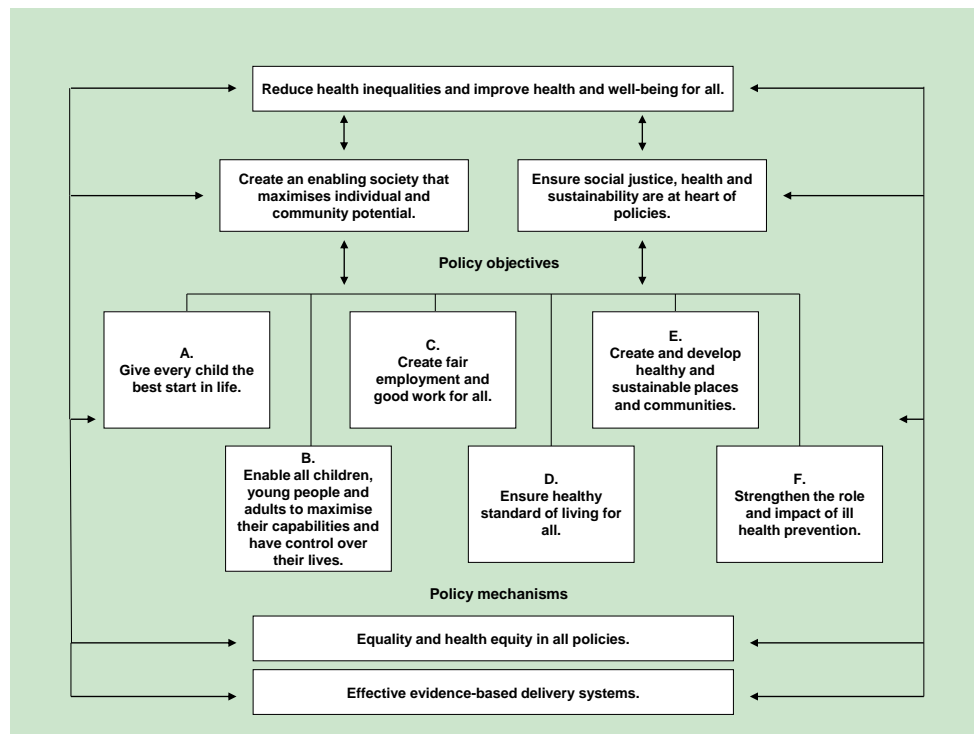 Reduce health inequalities and improve health and well-being for all.
Create an enabling society that
maximises individual and
community potential.
Ensure social justice, health and
sustainability are at heart of
policies.
Policy objectives
A.
Give every child the
best start in life.
B.
Enable all children,
young people and
adults to maximise
their capabilities and
have control over
their lives.
C.
Create fair
employment and
good work for all.
D.
Ensure healthy
standard of living for
all.
E.
Create and develop
healthy and
sustainable places
and communities.
F.
Strengthen the role
and impact of ill
health prevention.
Policy mechanisms
Equality and health equity in all policies.
Effective evidence-based delivery systems.